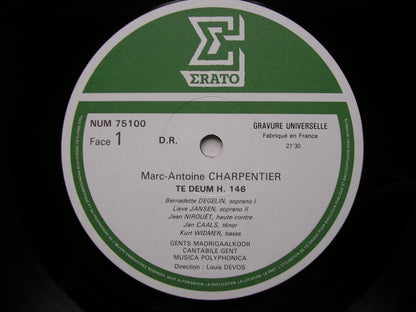 ERATO
NUM 75100
GRAVURE UNIVERSELLE
Face 1
D.R.
Fabriqué en France
21'30
Marc-Antoine CHARPENTIER
TE DEUM H. 146
Bernadette DEGELIN, soprano I
Lieve JANSEN, soprano II
Jean NIROUËT, haute-contre
Jan CAALS, ténor
Kurt WIDMER, basse
GENTS MADRIGAALKOOR
CANTABILE GENT
MUSICA POLYPHONICA
Direction : Louis DEVOS